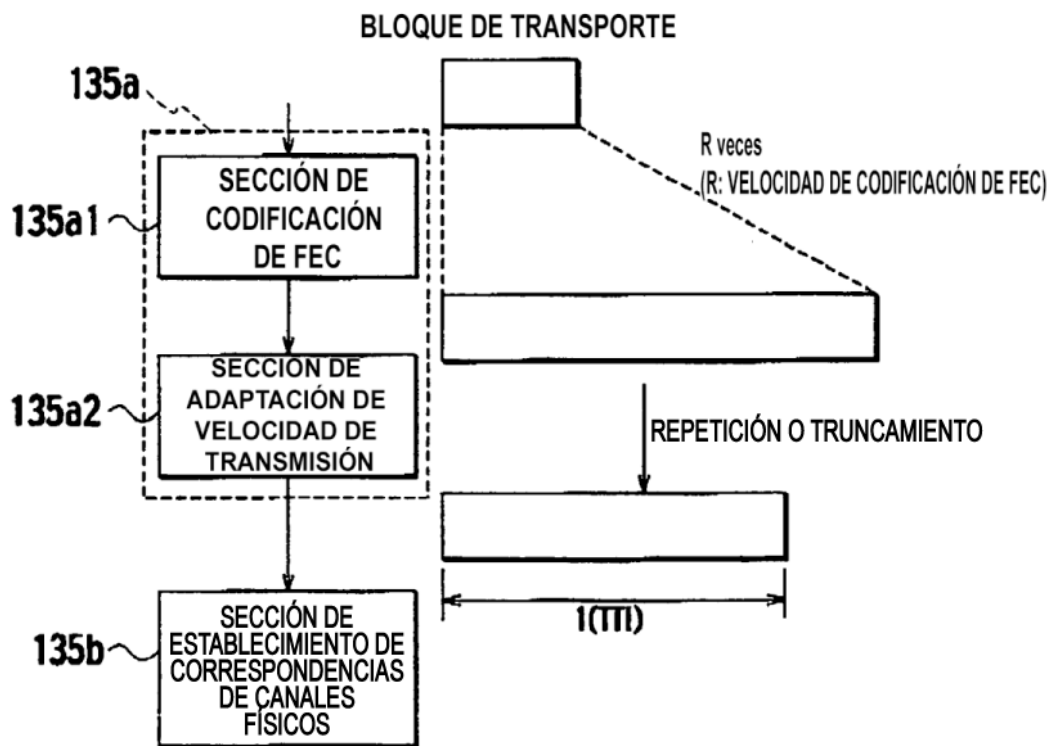 BLOQUE DE TRANSPORTE
135a
R veces
(R: VELOCIDAD DE CODIFICACIÓN DE FEC)
135a1
SECCIÓN DE
CODIFICACIÓN
DE FEC
135a2
SECCIÓN DE
ADAPTACIÓN DE
VELOCIDAD DE
TRANSMISIÓN
REPETICIÓN O TRUNCAMIENTO
1(TTI)
135b
SECCIÓN DE
ESTABLECIMIENTO DE
CORRESPONDENCIAS
DE CANALES
FÍSICOS